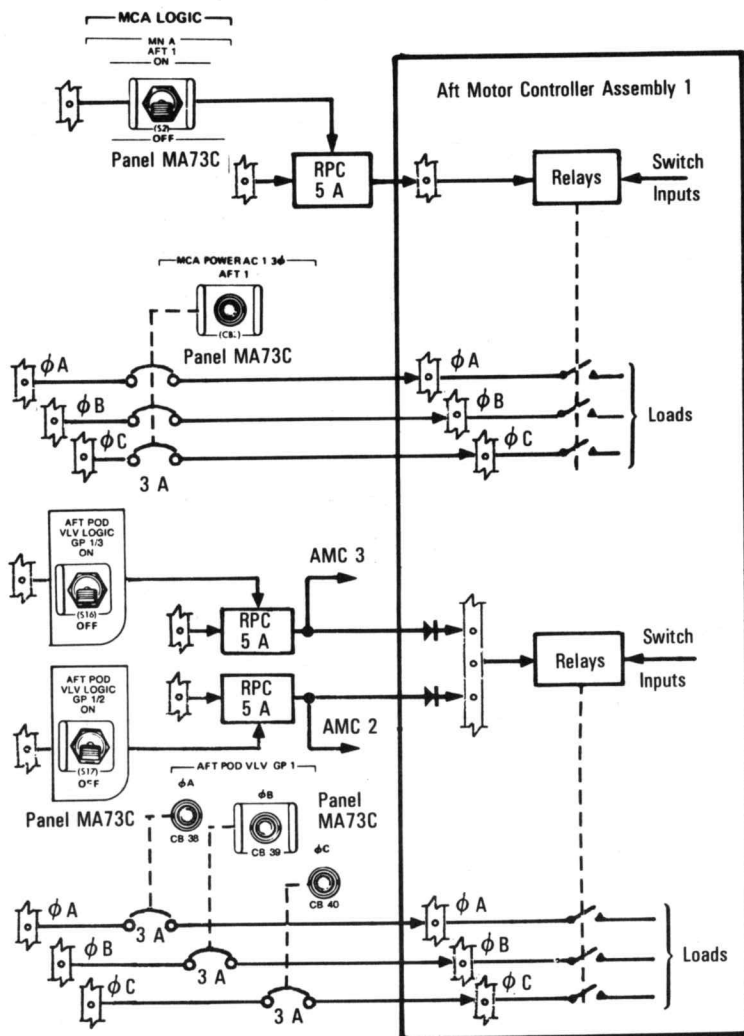 MCA LOGIC
MN A
AFT 1
ON
(S2)
OFF
Panel MA73C
RPC
5 A
Aft Motor Controller Assembly 1
Relays
Switch
Inputs
MCA POWER AC 1 3ϕ
AFT 1
Panel MA73C
ϕA
ϕB
ϕC
3 A
ϕA
ϕB
ϕC
Loads
AFT POD
VLV LOGIC
GP 1/3
ON
(S16)
OFF
RPC
5 A
AMC 3
AFT POD
VLV LOGIC
GP 1/2
ON
(S17)
OFF
Panel MA73C
RPC
5 A
AMC 2
Relays
Switch
Inputs
AFT POD VLV GP 1
ϕA
CB 38
ϕB
CB 39
ϕC
CB 40
Panel
MA73C
ϕA
3 A
ϕB
3 A
ϕC
3 A
ϕ A
ϕ B
ϕ C
Loads